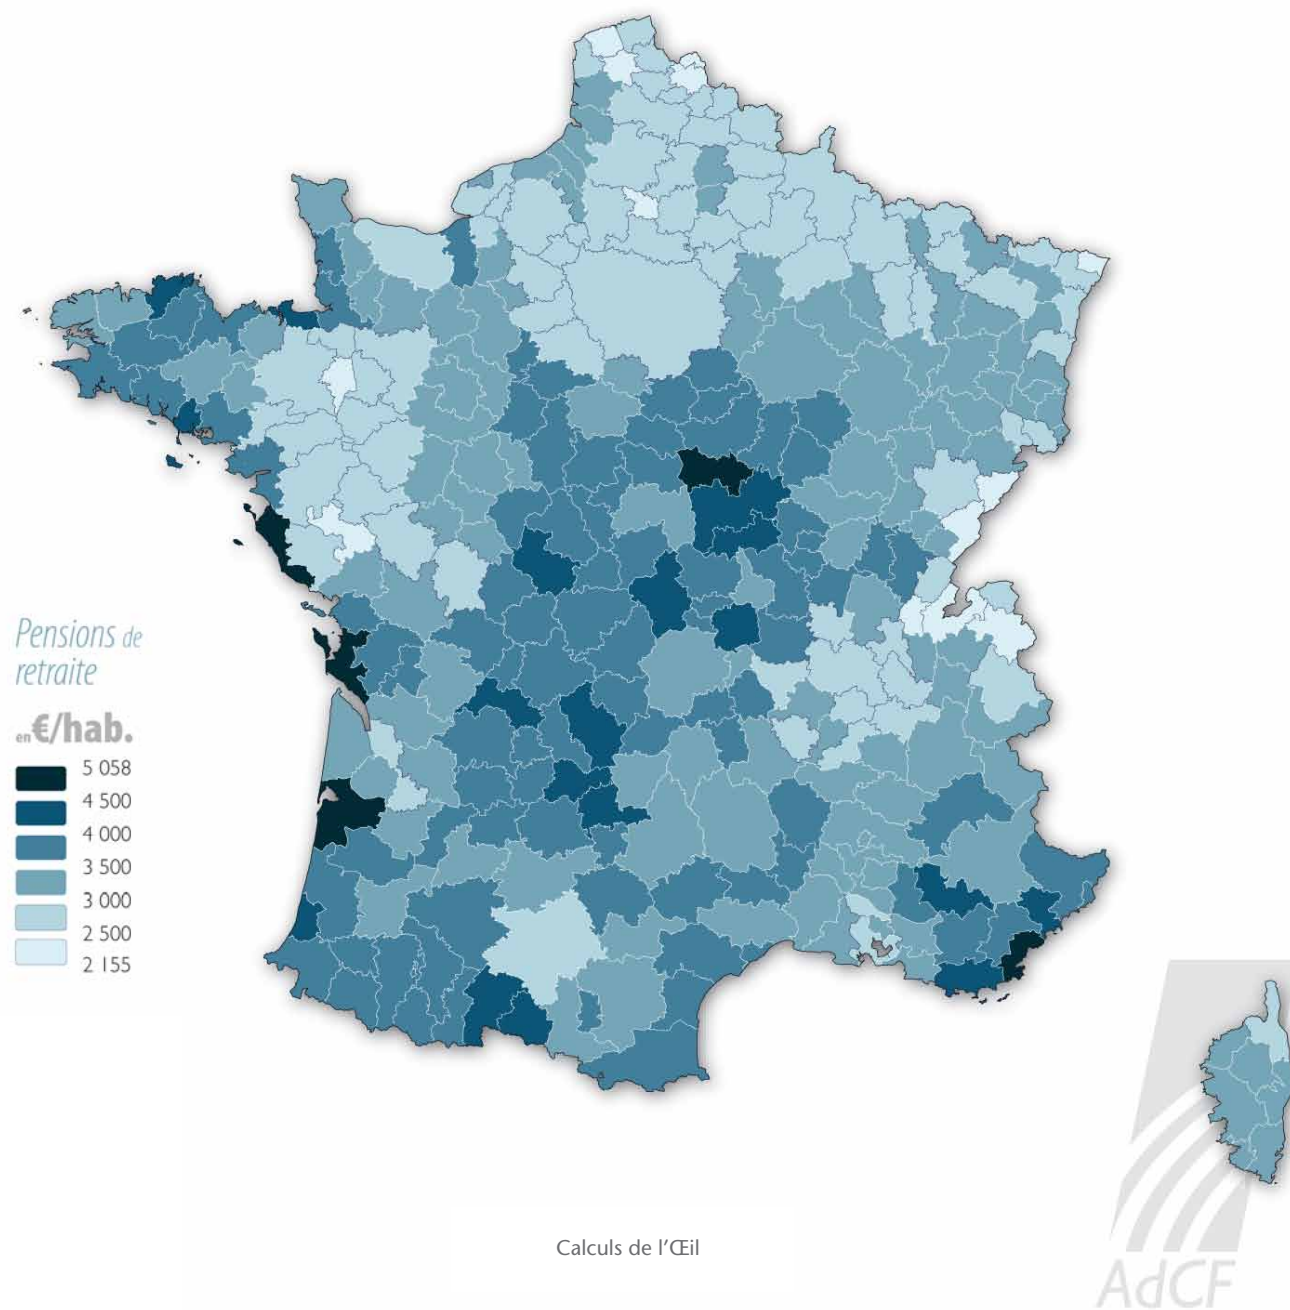 Pensions de
retraite
en €/hab.
5 058
4 500
4 000
3 500
3 000
2 500
2 155
Calculs de l'Œil
AdCF